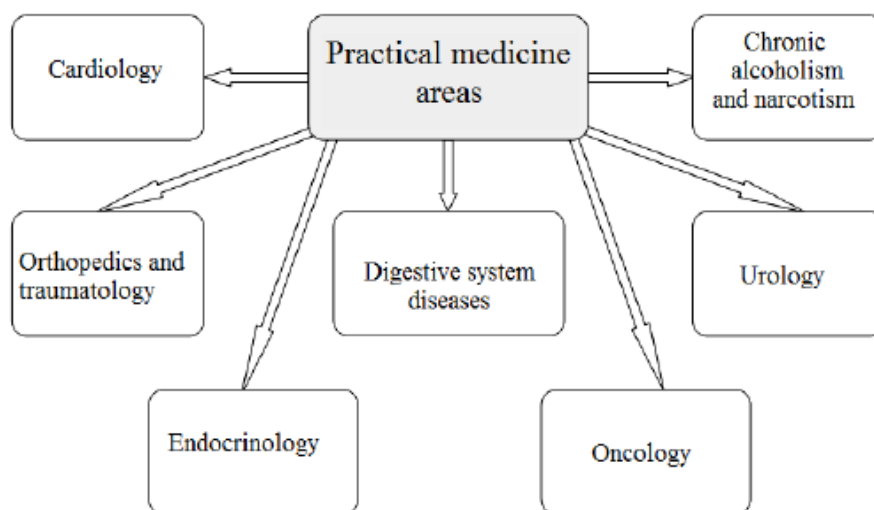 Practical medicine
areas
Cardiology
Chronic
alcoholism
and narcotism
Orthopedics and
traumatology
Digestive system
diseases
Urology
Endocrinology
Oncology